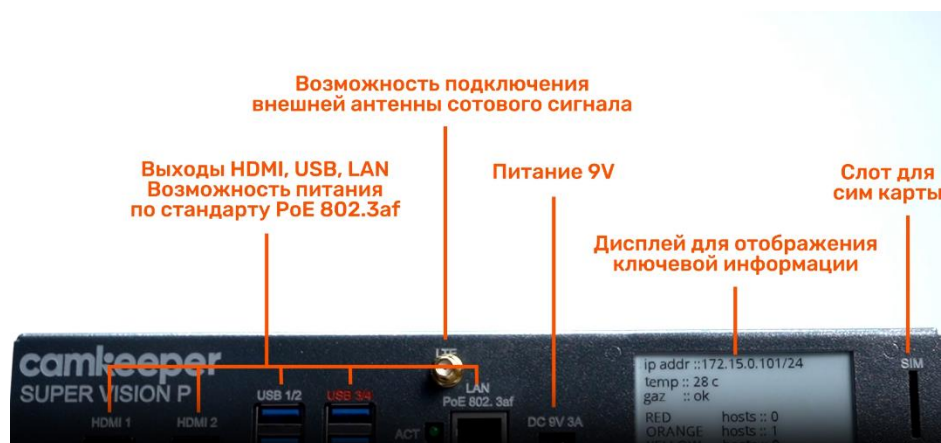 Возможность подключения
внешней антенны сотового сигнала
Выходы HDMI, USB, LAN
Возможность питания
по стандарту PoE 802.3af
Питание 9V
Слот для
сим карты
Дисплей для отображения
ключевой информации
camkeeper
SUPER VISION P
HDMI 1
HDMI 2
USB 1/2
USB 3/4
LTE
LAN
PoE 802. 3af
ACT
DC 9V 3A
ip addr ::172.15.0.101/24
temp :: 28 c
gaz :: ok
RED hosts :: 0
ORANGE hosts :: 1
SIM